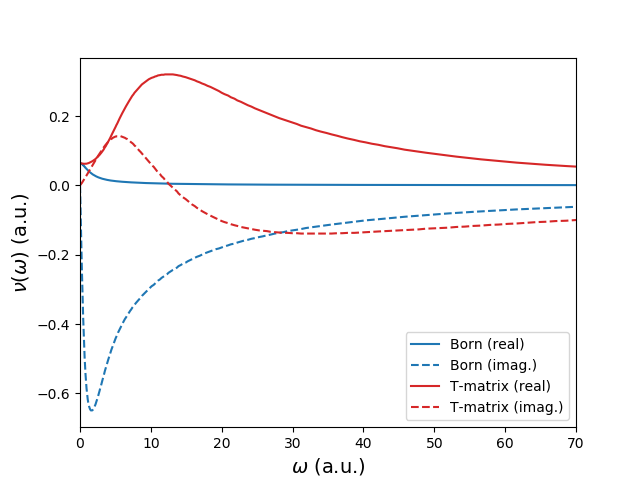 0.2
0.0
−0.2
−0.4
−0.6
ν(ω) (a.u.)
Born (real)
Born (imag.)
T-matrix (real)
T-matrix (imag.)
0 10 20 30 40 50 60 70
ω (a.u.)